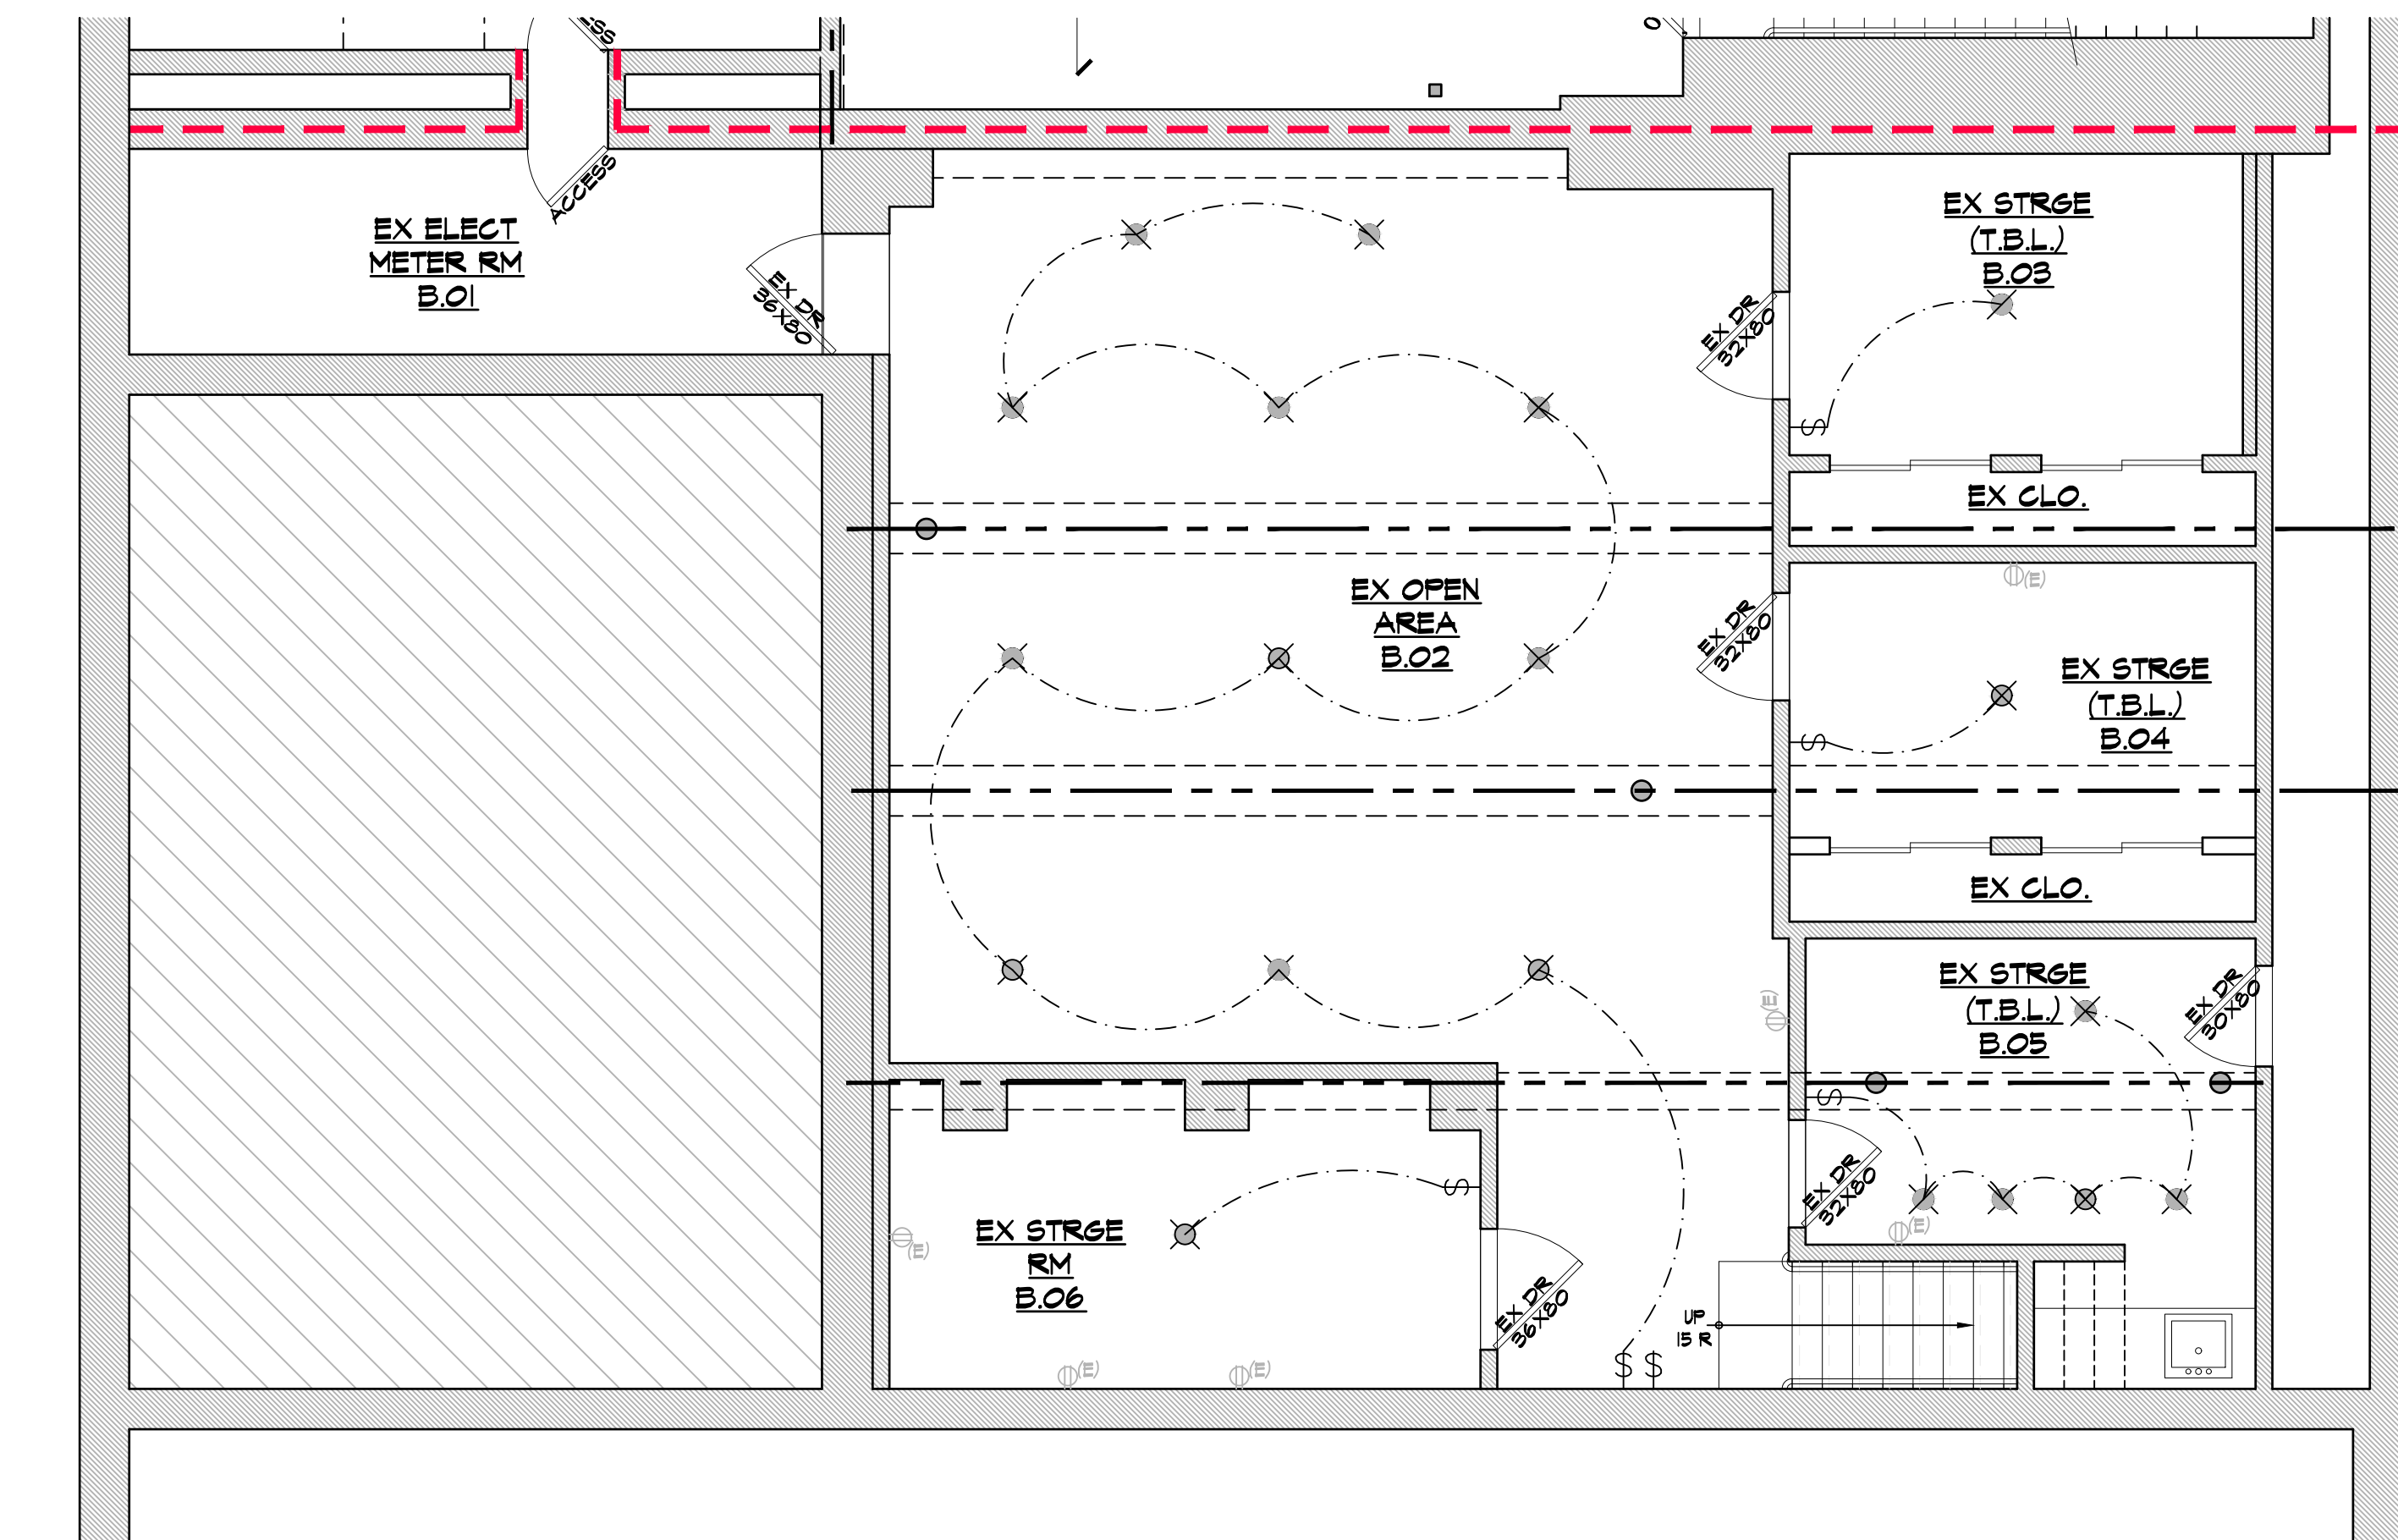 ACCESS
EX ELECT
METER RM
B.01
EX DR
36X80
EX STRGE
(T.B.L.)
B.03
EX DR
32X80
$
EX CLO.
(E)
EX OPEN
AREA
B.02
EX DR
32X80
EX STRGE
(T.B.L.)
B.04
$
EX CLO.
EX STRGE
(T.B.L.)
B.05
EX DR
30X80
(E)
$
EX DR
32X80
(E)
EX STRGE
RM
B.06
$
(E)
EX DR
36X80
UP
15 R
$ $
(E)
(E)